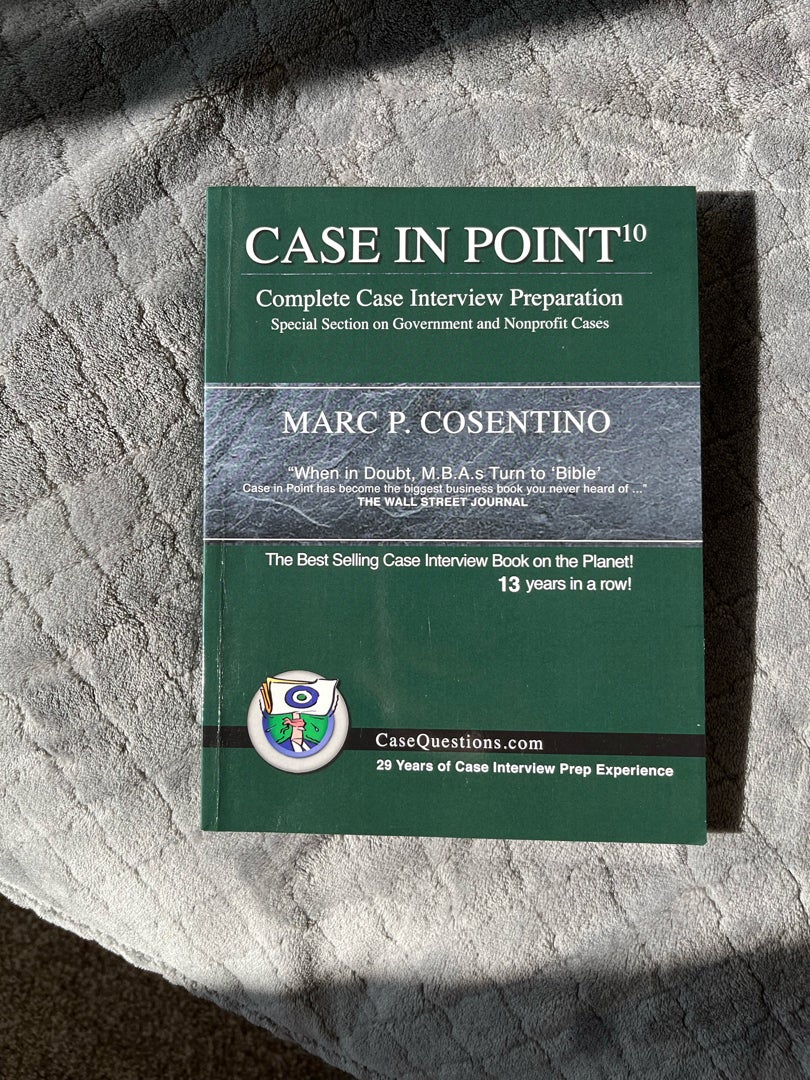 CASE IN POINT¹⁰
Complete Case Interview Preparation
Special Section on Government and Nonprofit Cases
MARC P. COSENTINO
“When in Doubt, M.B.A.s Turn to ‘Bible’
Case in Point has become the biggest business book you never heard of ...”
THE WALL STREET JOURNAL
The Best Selling Case Interview Book on the Planet!
13 years in a row!
CaseQuestions.com
29 Years of Case Interview Prep Experience